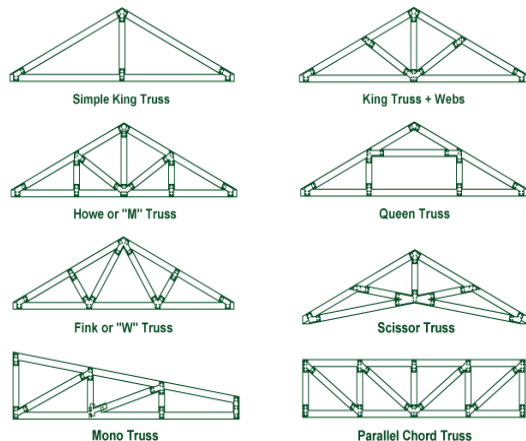 Simple King Truss
King Truss + Webs
Howe or "M" Truss
Queen Truss
Fink or "W" Truss
Scissor Truss
Mono Truss
Parallel Chord Truss